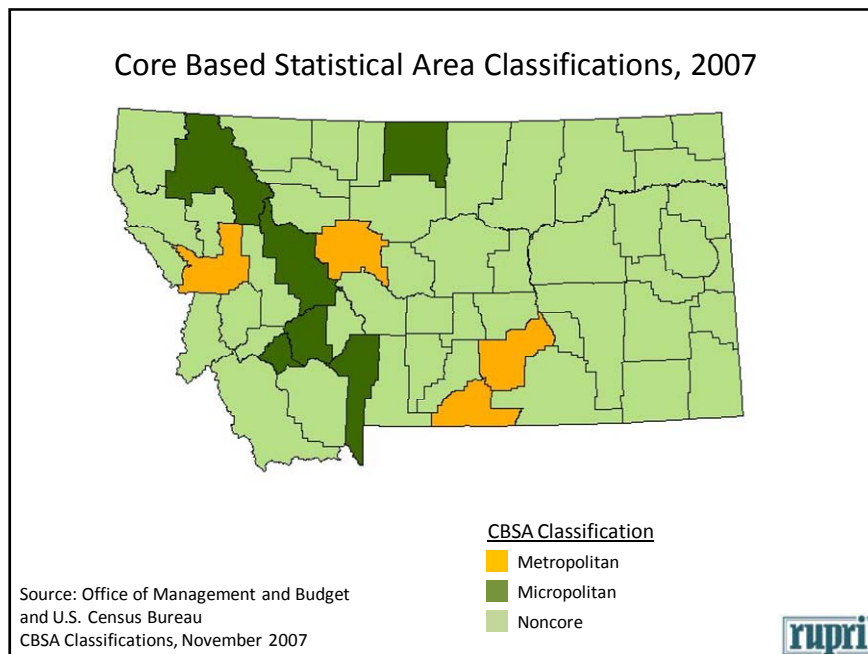 Core Based Statistical Area Classifications, 2007
CBSA Classification
Metropolitan
Micropolitan
Noncore
Source: Office of Management and Budget
and U.S. Census Bureau
CBSA Classifications, November 2007
rupri